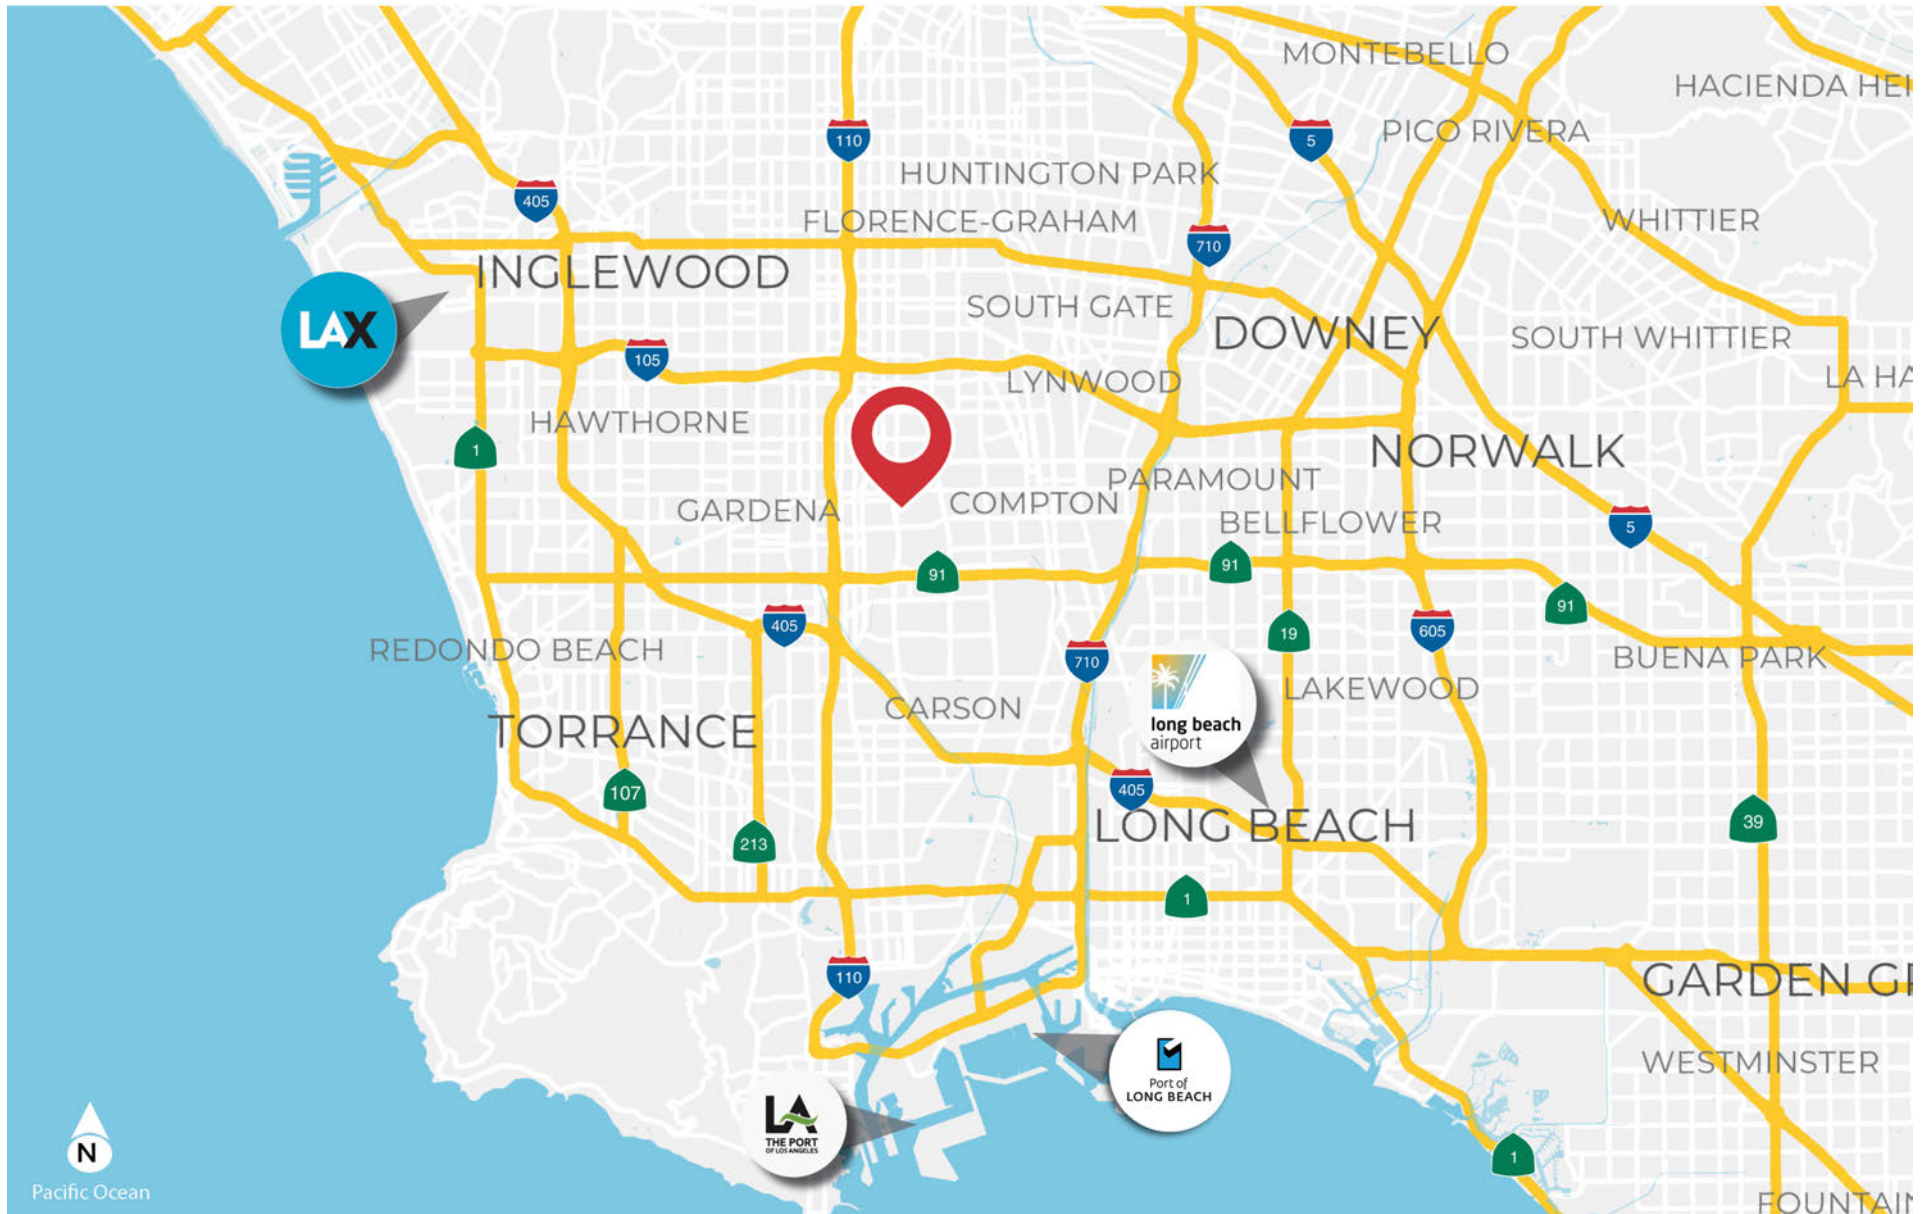 MONTEBELLO
HACIENDA HEI
110
5
PICO RIVERA
HUNTINGTON PARK
405
FLORENCE-GRAHAM
WHITTIER
710
INGLEWOOD
SOUTH GATE
LAX
DOWNEY
SOUTH WHITTIER
105
LYNWOOD
LA HA
HAWTHORNE
1
NORWALK
PARAMOUNT
COMPTON
GARDENA
BELLFLOWER
5
91
91
91
405
19
605
REDONDO BEACH
710
BUENA PARK
LAKEWOOD
CARSON
long beach
airport
TORRANCE
107
405
LONG BEACH
39
213
1
110
GARDEN GR
WESTMINSTER
Port of
LONG BEACH
LA
THE PORT
OF LOS ANGELES
N
1
Pacific Ocean
FOUNTAIN